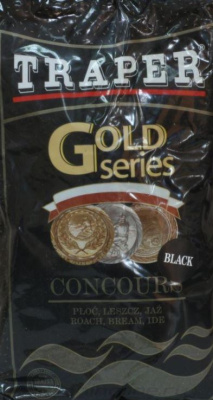 TRAPER
GOLD
series
BLACK
CONCOURS
PŁOĆ, LESZCZ, JAŹ
ROACH, BREAM, IDE